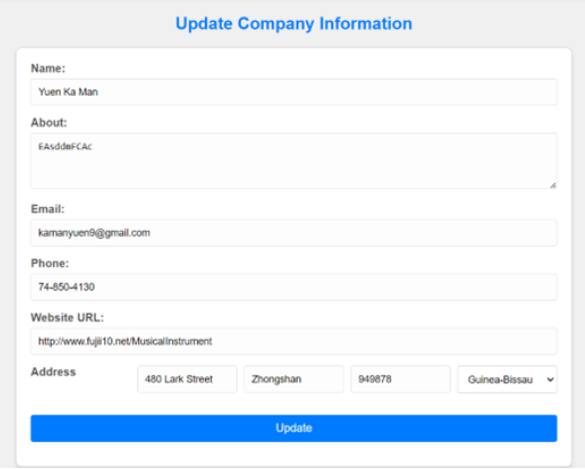 Update Company Information
Name:
Yuen Ka Man
About:
EAsddmFCAc
Email:
kamanyuen9@gmail.com
Phone:
74-850-4130
Website URL:
http://www.fujii10.net/MusicalInstrument
Address 480 Lark Street Zhongshan 949878 Guinea-Bissau
Update